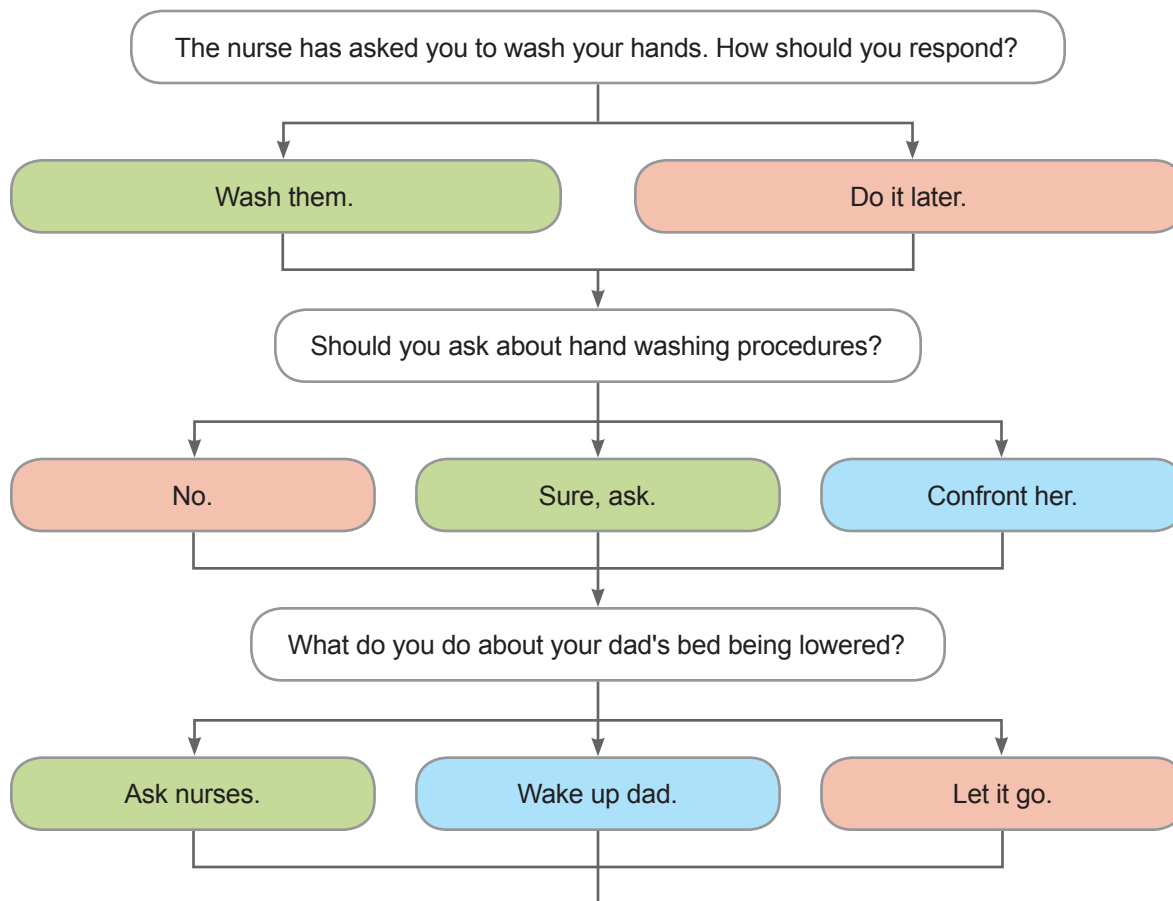 The nurse has asked you to wash your hands. How should you respond?
Wash them.
Do it later.
Should you ask about hand washing procedures?
No.
Sure, ask.
Confront her.
What do you do about your dad's bed being lowered?
Ask nurses.
Wake up dad.
Let it go.